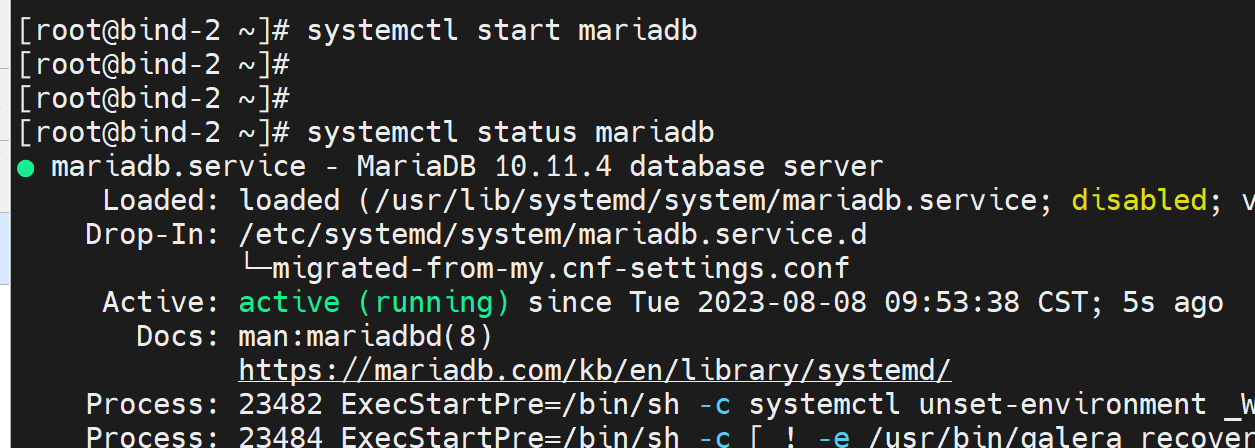 [root@bind-2 ~]# systemctl start mariadb
[root@bind-2 ~]#
[root@bind-2 ~]#
[root@bind-2 ~]# systemctl status mariadb
● mariadb.service - MariaDB 10.11.4 database server
Loaded: loaded (/usr/lib/systemd/system/mariadb.service; disabled; v
Drop-In: /etc/systemd/system/mariadb.service.d
└─migrated-from-my.cnf-settings.conf
Active: active (running) since Tue 2023-08-08 09:53:38 CST; 5s ago
Docs: man:mariadbd(8)
https://mariadb.com/kb/en/library/systemd/
Process: 23482 ExecStartPre=/bin/sh -c systemctl unset-environment _W
Process: 23484 ExecStartPre=/bin/sh -c [ ! -e /usr/bin/galera_recover